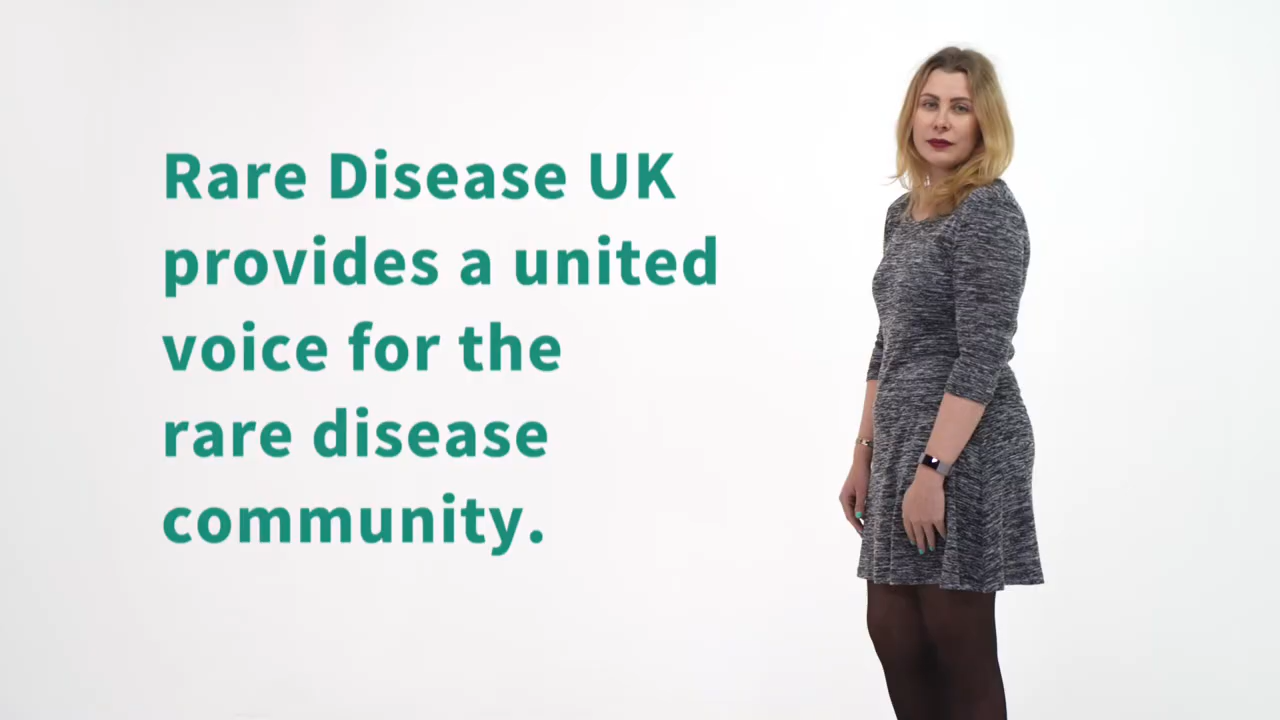 Rare Disease UK
provides a united
voice for the
rare disease
community.